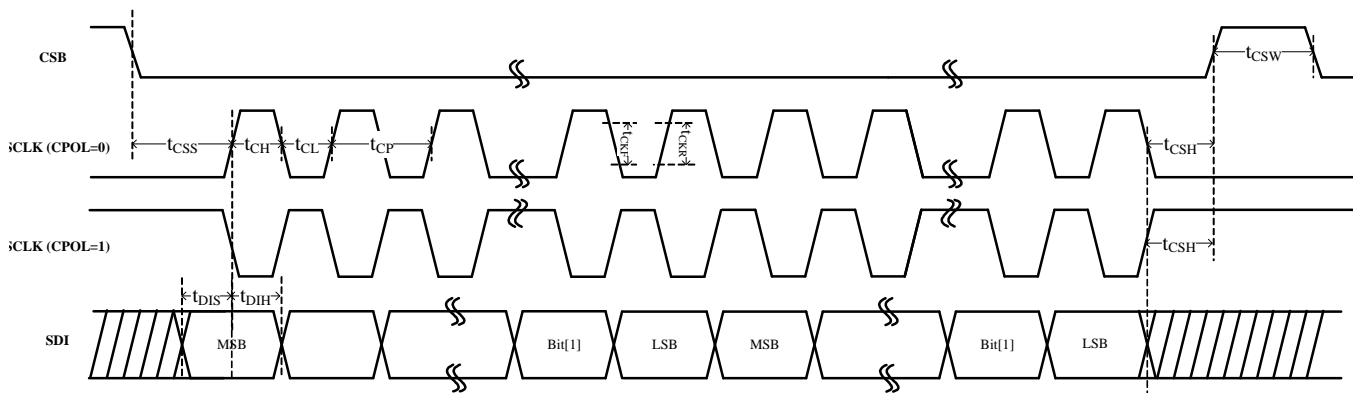 CSB
tCSW
SCLK (CPOL=0)
tCSS
tCH
tCL
tCP
tCKF
tCKR
tCSH
SCLK (CPOL=1)
tCSH
tDIS
tDIH
SDI
MSB
Bit[1]
LSB
MSB
Bit[1]
LSB